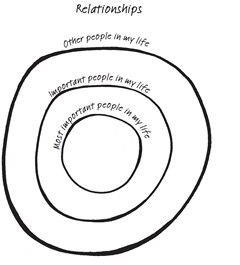 Relationships
Other people in my life
Important people in my life
Most important people in my life